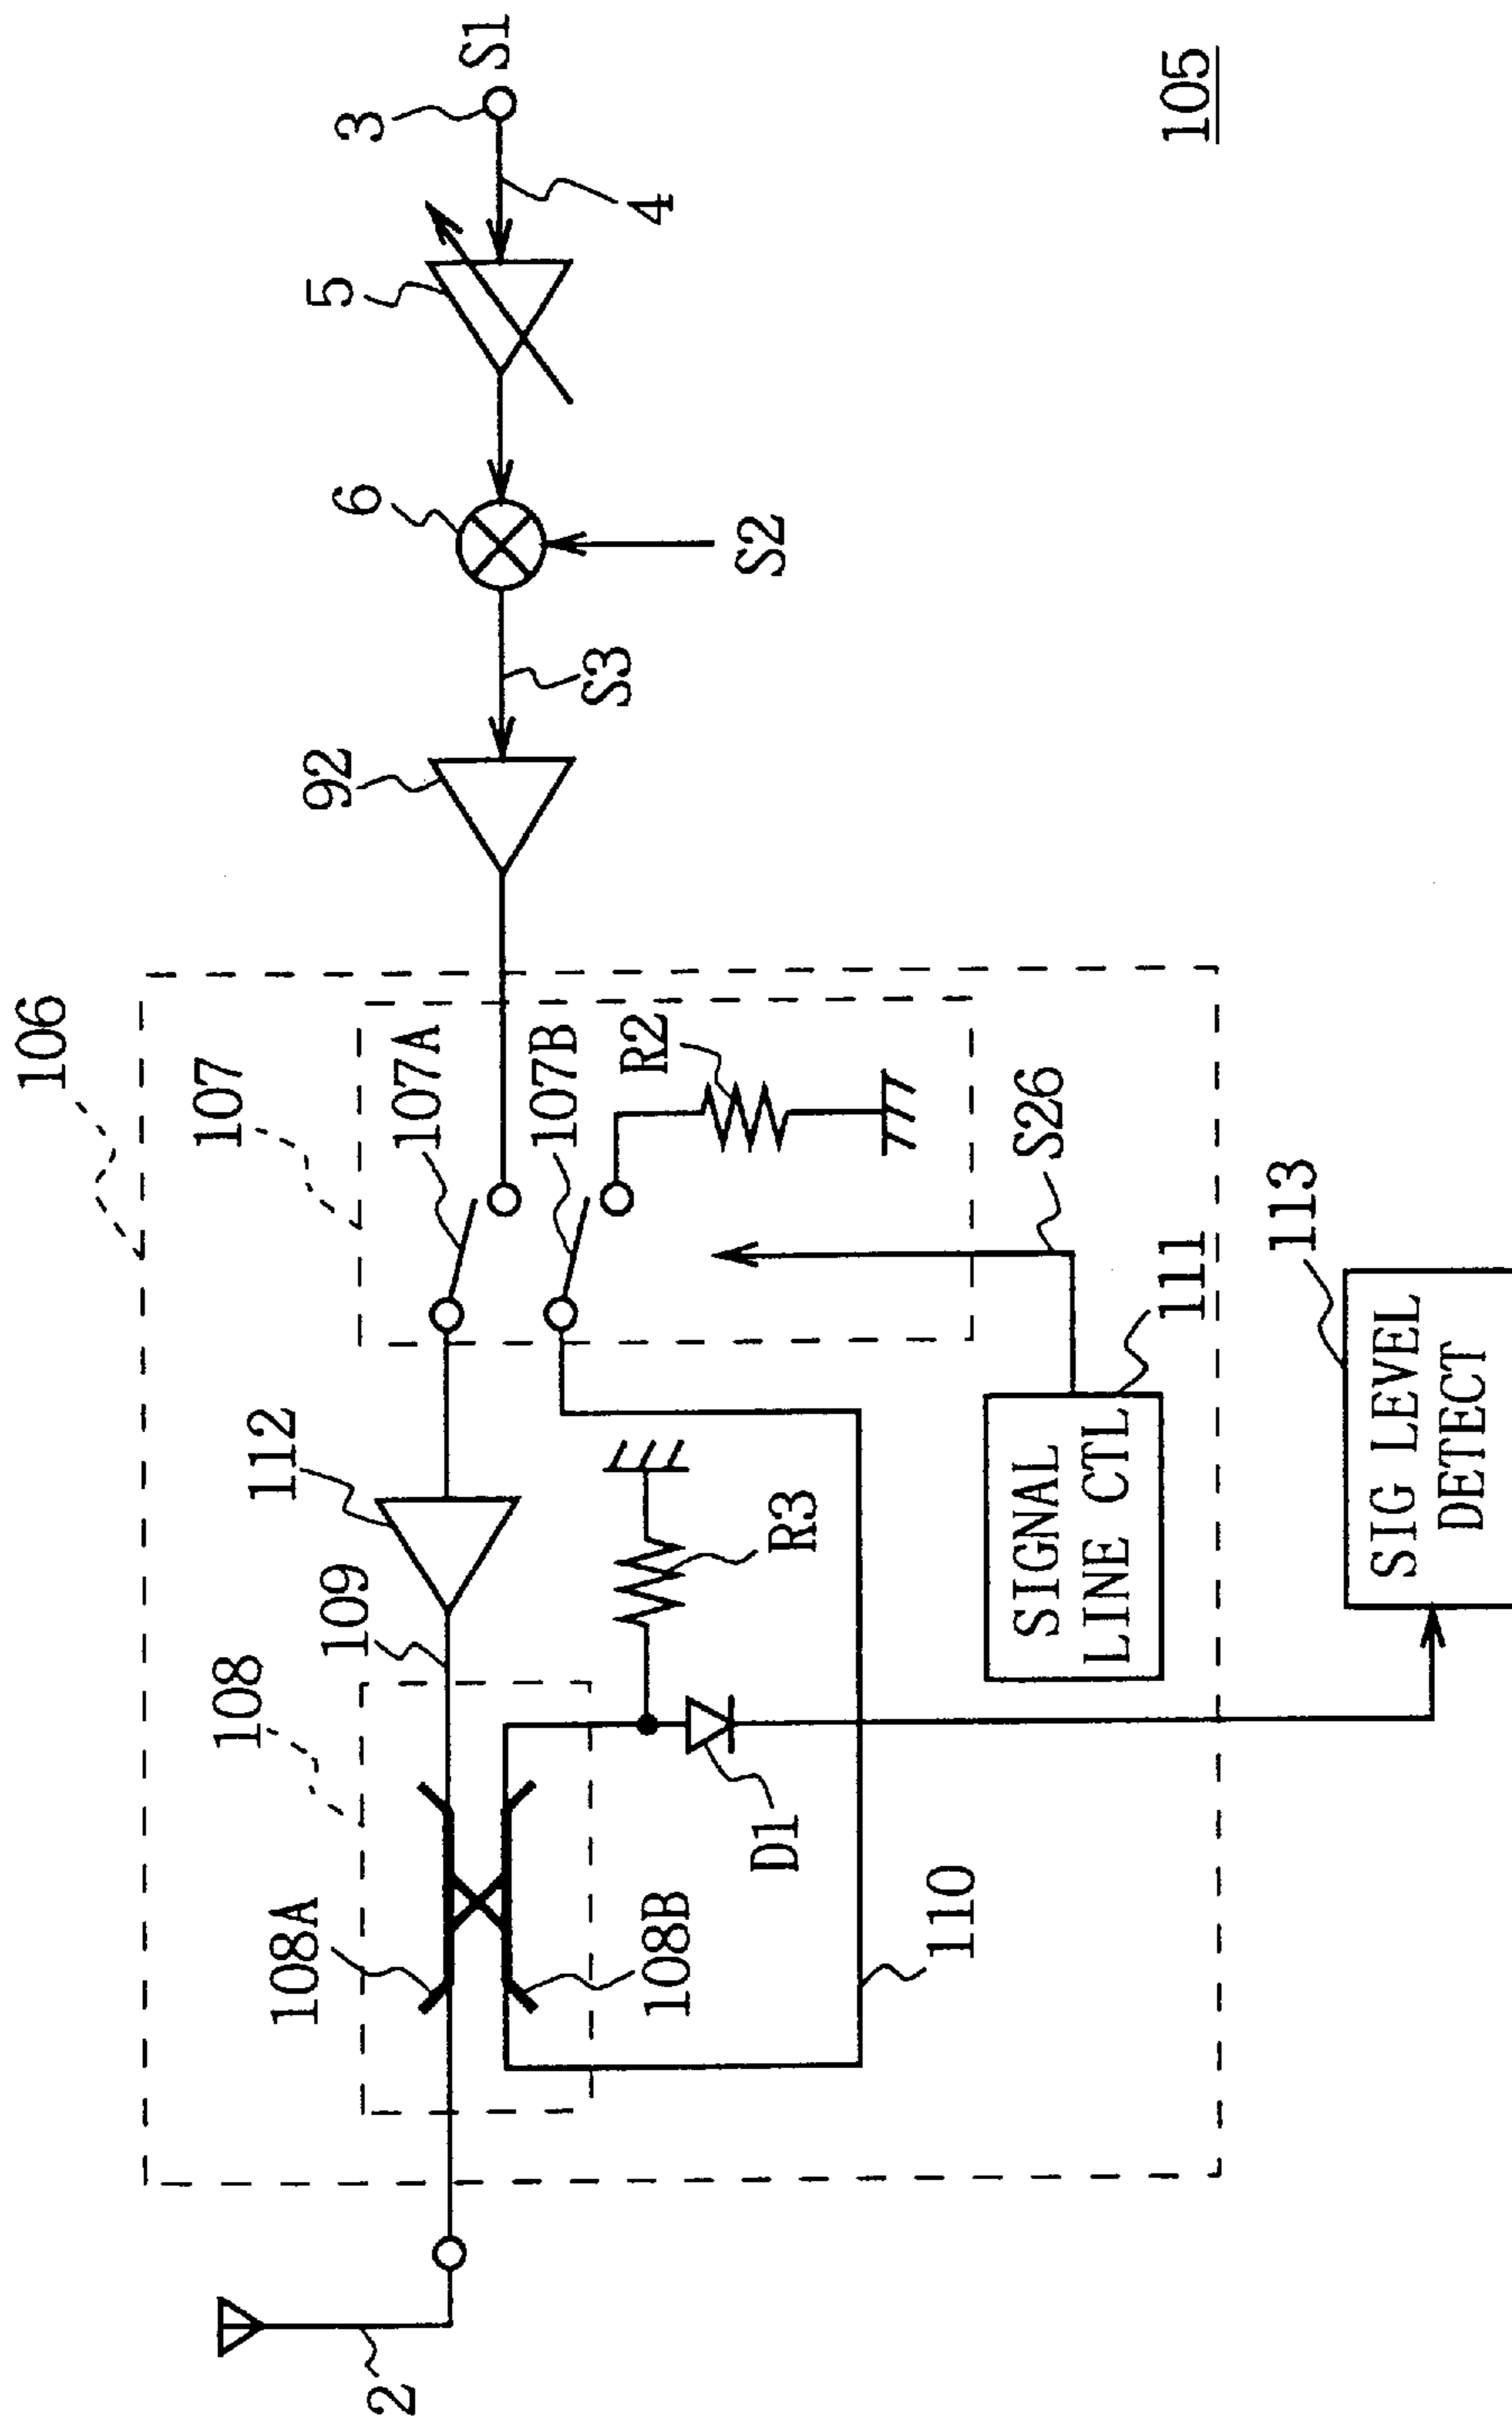 106
107
107A
107B
R2
S26
108
108A
108B
109
112
R3
D1
110
SIGNAL
LINE CTL
111
113
SIG LEVEL
DETECT
2
92
S3
6
S2
5
4
3
S1
105